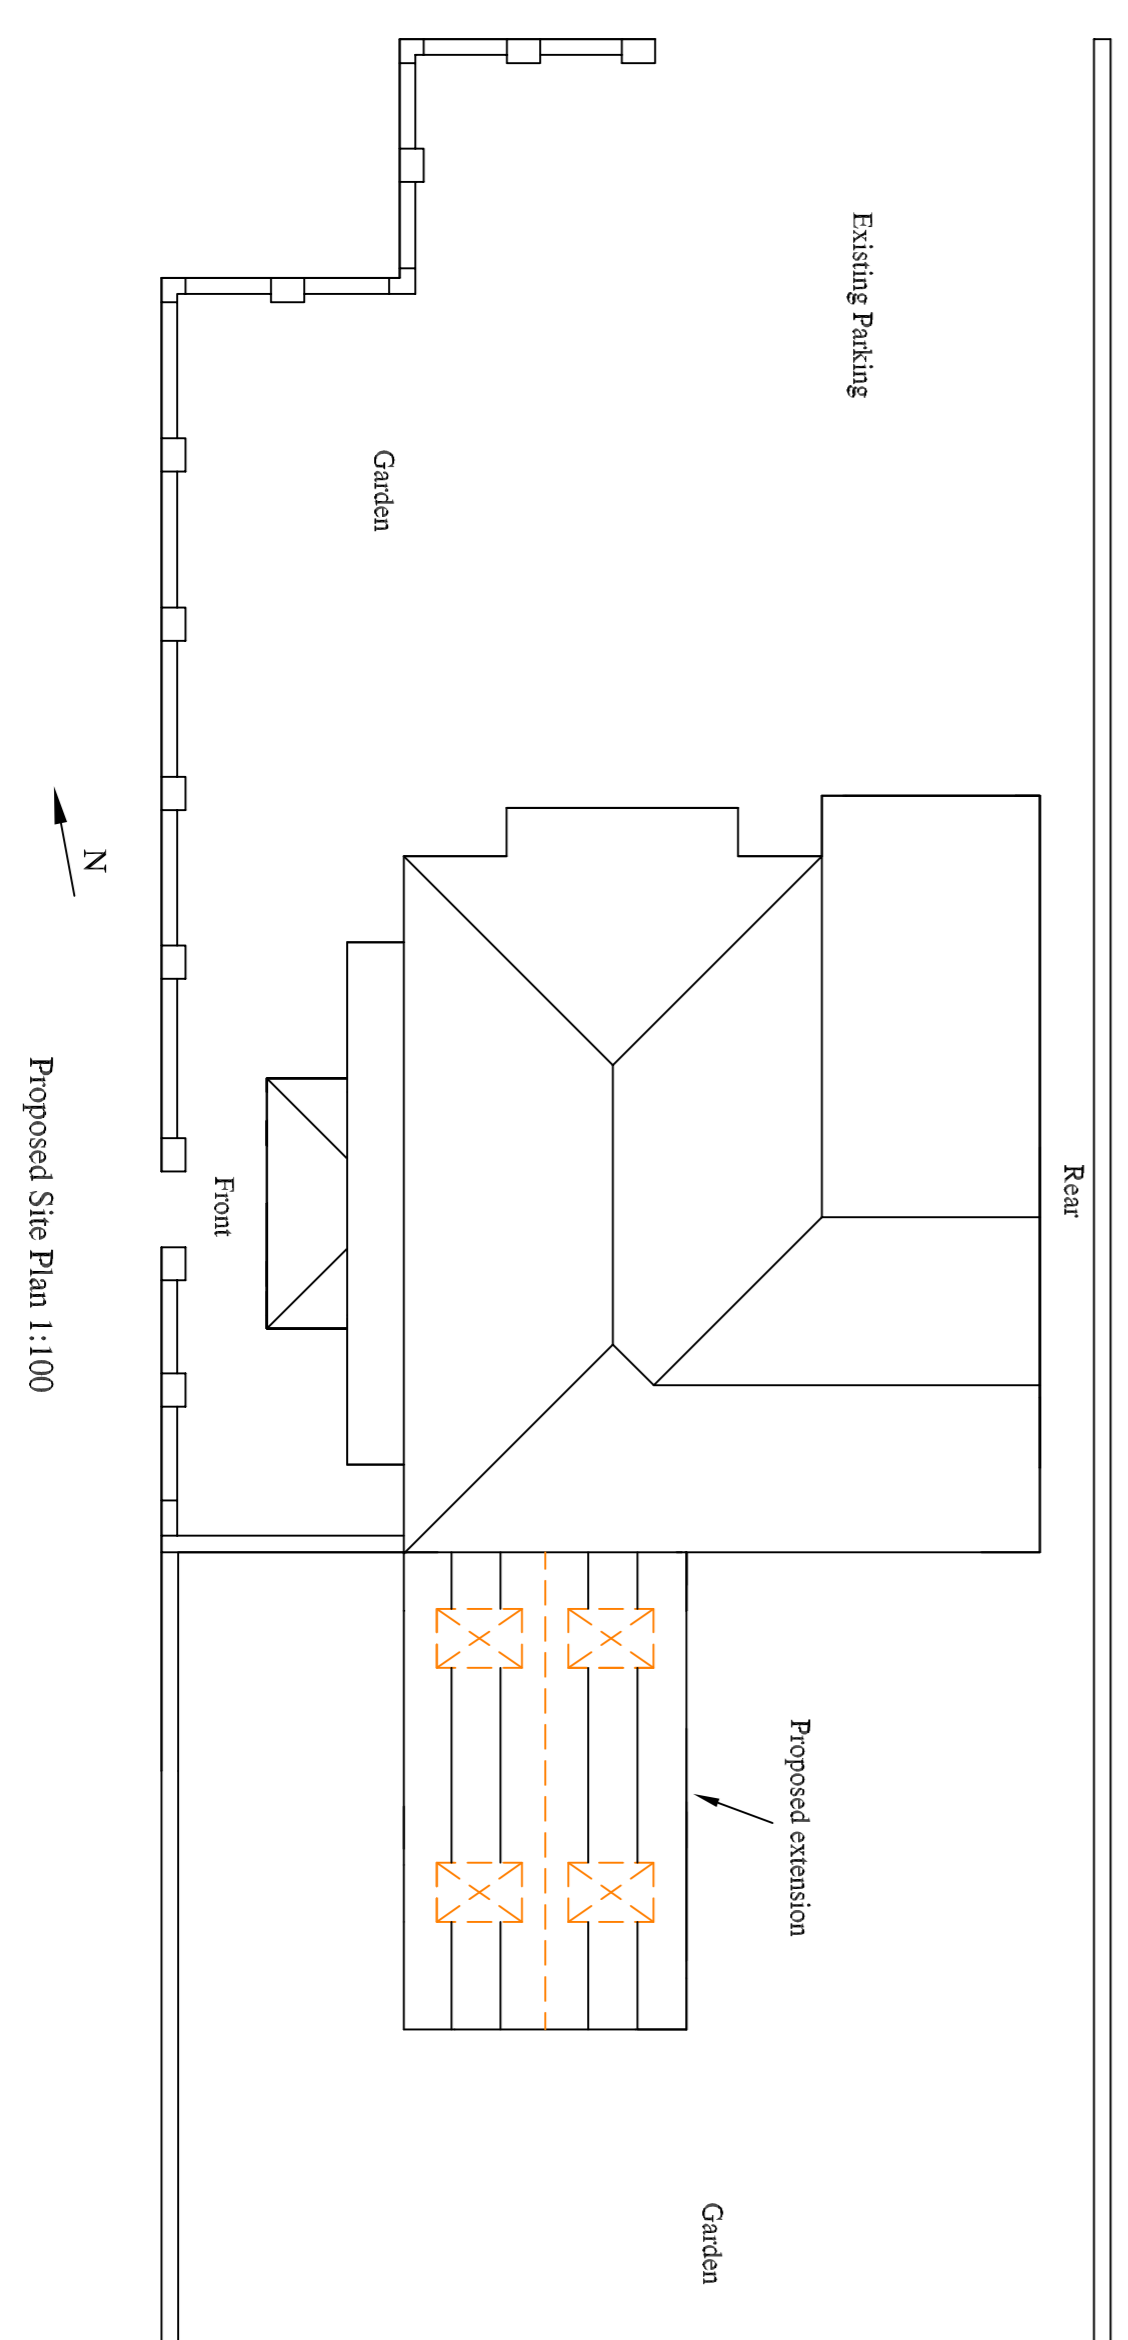 Existing Parking
Rear
Garden
Proposed extension
Garden
Front
N
Proposed Site Plan 1:100